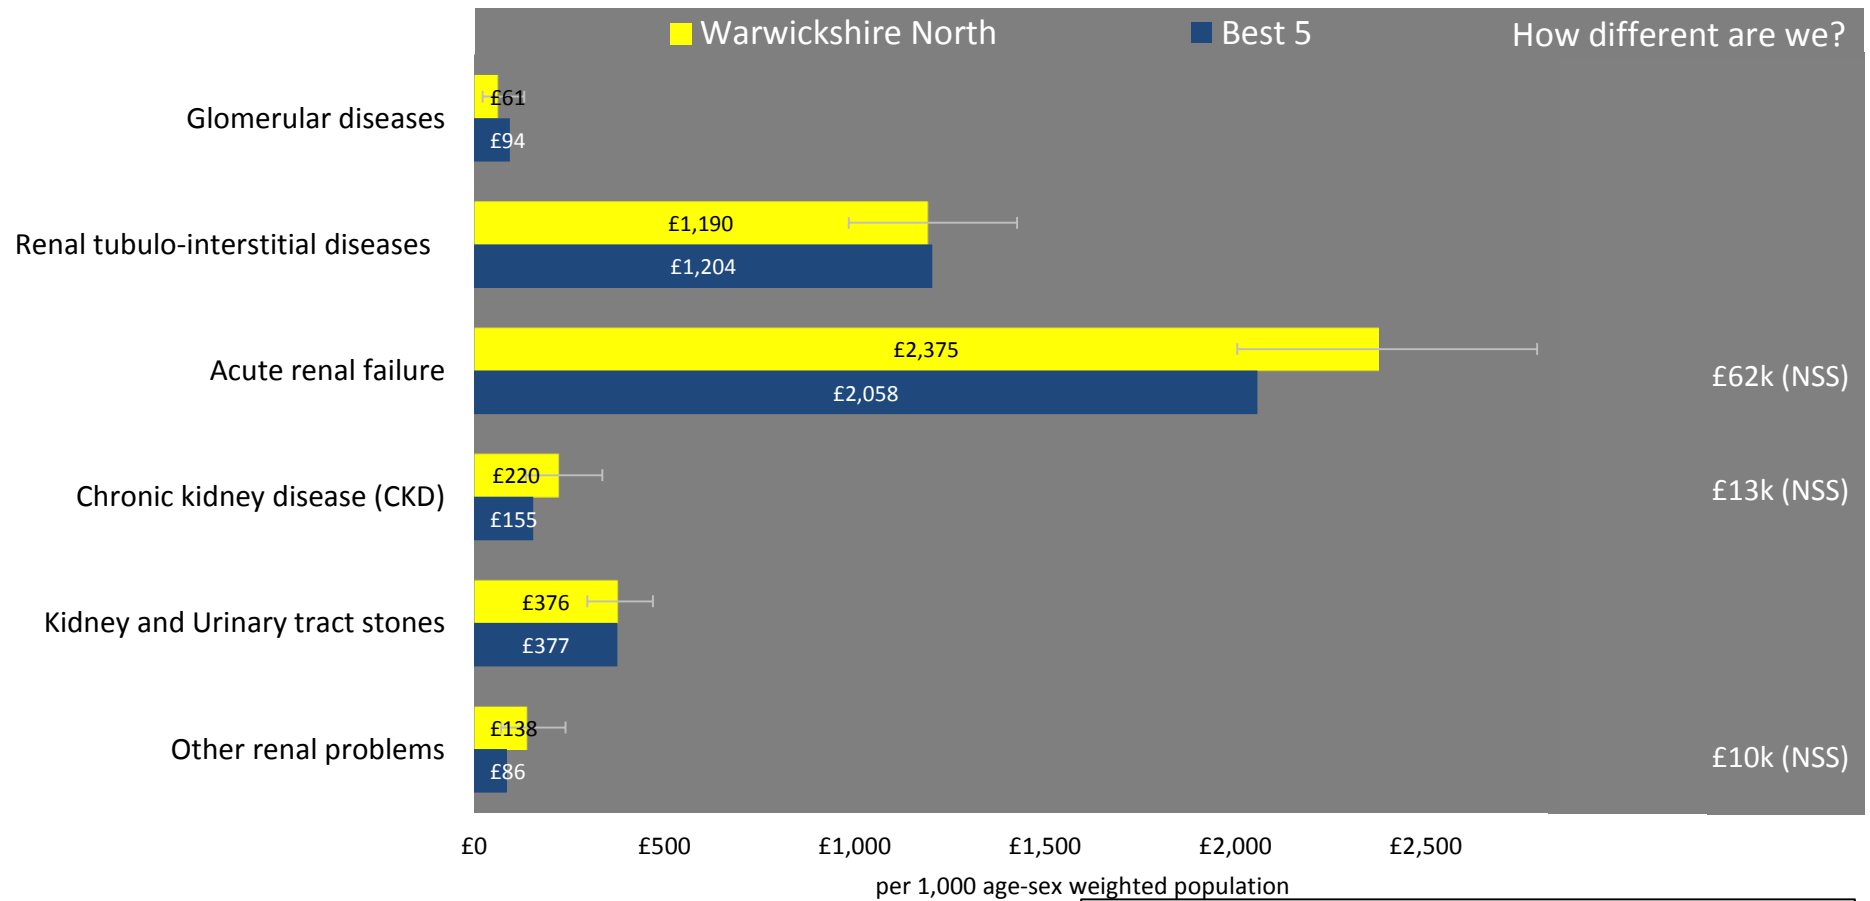 Warwickshire North Best 5 How different are we?
Glomerular diseases
£61
£94
Renal tubulo-interstitial diseases
£1,190
£1,204
Acute renal failure
£2,375
£2,058
£62k (NSS)
Chronic kidney disease (CKD)
£220
£155
£13k (NSS)
Kidney and Urinary tract stones
£376
£377
Other renal problems
£138
£86
£10k (NSS)
£0 £500 £1,000 £1,500 £2,000 £2,500
per 1,000 age-sex weighted population